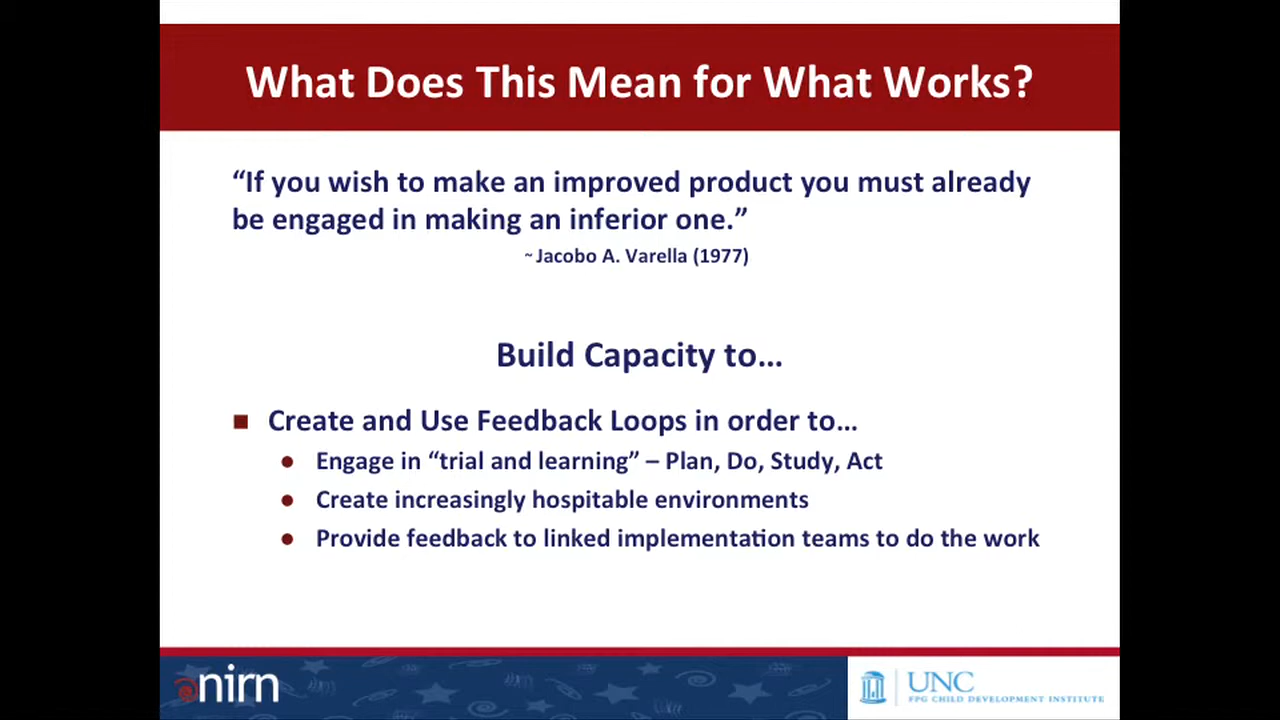 What Does This Mean for What Works?
“If you wish to make an improved product you must already
be engaged in making an inferior one.”
~ Jacobo A. Varella (1977)
Build Capacity to…
Create and Use Feedback Loops in order to…
Engage in “trial and learning” – Plan, Do, Study, Act
Create increasingly hospitable environments
Provide feedback to linked implementation teams to do the work
nirn
UNC
FPG CHILD DEVELOPMENT INSTITUTE